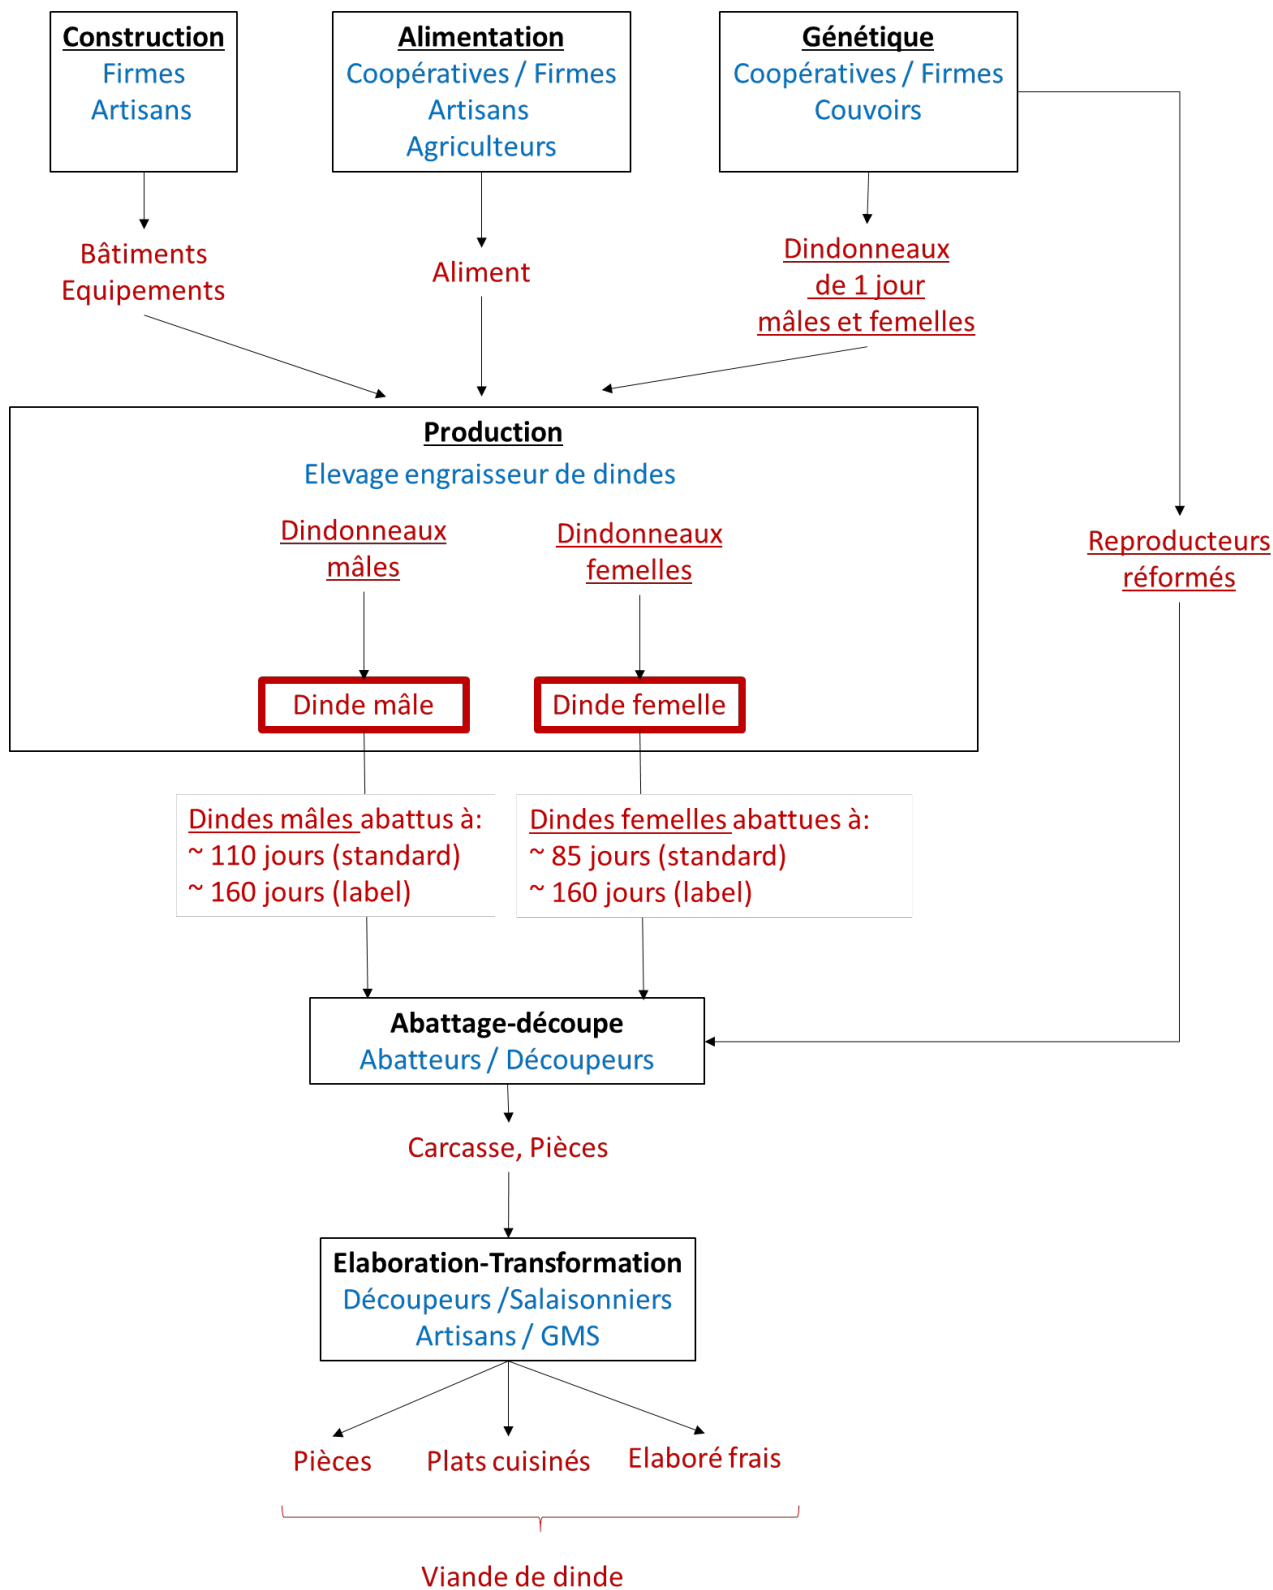 Construction
Firmes
Artisans
Alimentation
Coopératives / Firmes
Artisans
Agriculteurs
Génétique
Coopératives / Firmes
Couvoirs
Bâtiments
Equipements
Aliment
Dindonneaux
de 1 jour
mâles et femelles
Production
Elevage engraisseur de dindes
Dindonneaux
mâles
Dindonneaux
femelles
Reproducteurs
réformés
Dinde mâle
Dinde femelle
Dindes mâles abattus à:
~ 110 jours (standard)
~ 160 jours (label)
Dindes femelles abattues à:
~ 85 jours (standard)
~ 160 jours (label)
Abattage-découpe
Abatteurs / Découpeurs
Carcasse, Pièces
Elaboration-Transformation
Découpeurs /Salaisonniers
Artisans / GMS
Pièces
Plats cuisinés
Elaboré frais
Viande de dinde